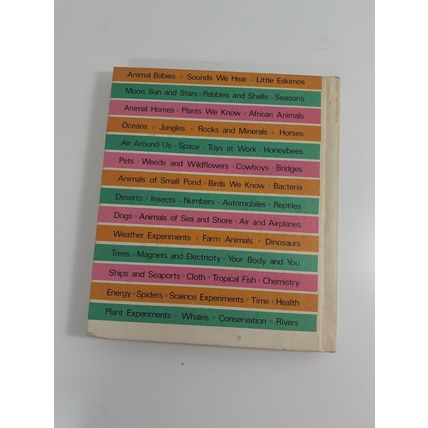 Animal Babies · Sounds We Hear · Little Eskimos
Moon, Sun and Stars · Pebbles and Shells · Seasons
Animal Homes · Plants We Know · African Animals
Oceans · Jungles · Rocks and Minerals · Horses
Air Around Us · Space · Toys at Work · Honeybees
Pets · Weeds and Wildflowers · Cowboys · Bridges
Animals of Small Pond · Birds We Know · Bacteria
Deserts · Insects · Numbers · Automobiles · Reptiles
Dogs · Animals of Sea and Shore · Air and Airplanes
Weather Experiments · Farm Animals · Dinosaurs
Trees · Magnets and Electricity · Your Body and You
Ships and Seaports · Cloth · Tropical Fish · Chemistry
Energy · Spiders · Science Experiments · Time · Health
Plant Experiments · Whales · Conservation · Rivers